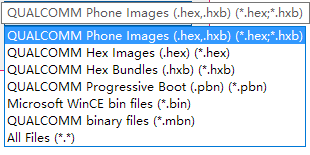 QUALCOMM Phone Images (.hex,.hxb) (*.hex;*.hxb)
QUALCOMM Phone Images (.hex,.hxb) (*.hex;*.hxb)
QUALCOMM Hex Images (.hex) (*.hex)
QUALCOMM Hex Bundles (.hxb) (*.hxb)
QUALCOMM Progressive Boot (.pbn) (*.pbn)
Microsoft WinCE bin files (*.bin)
QUALCOMM binary files (*.mbn)
All Files (*.*)